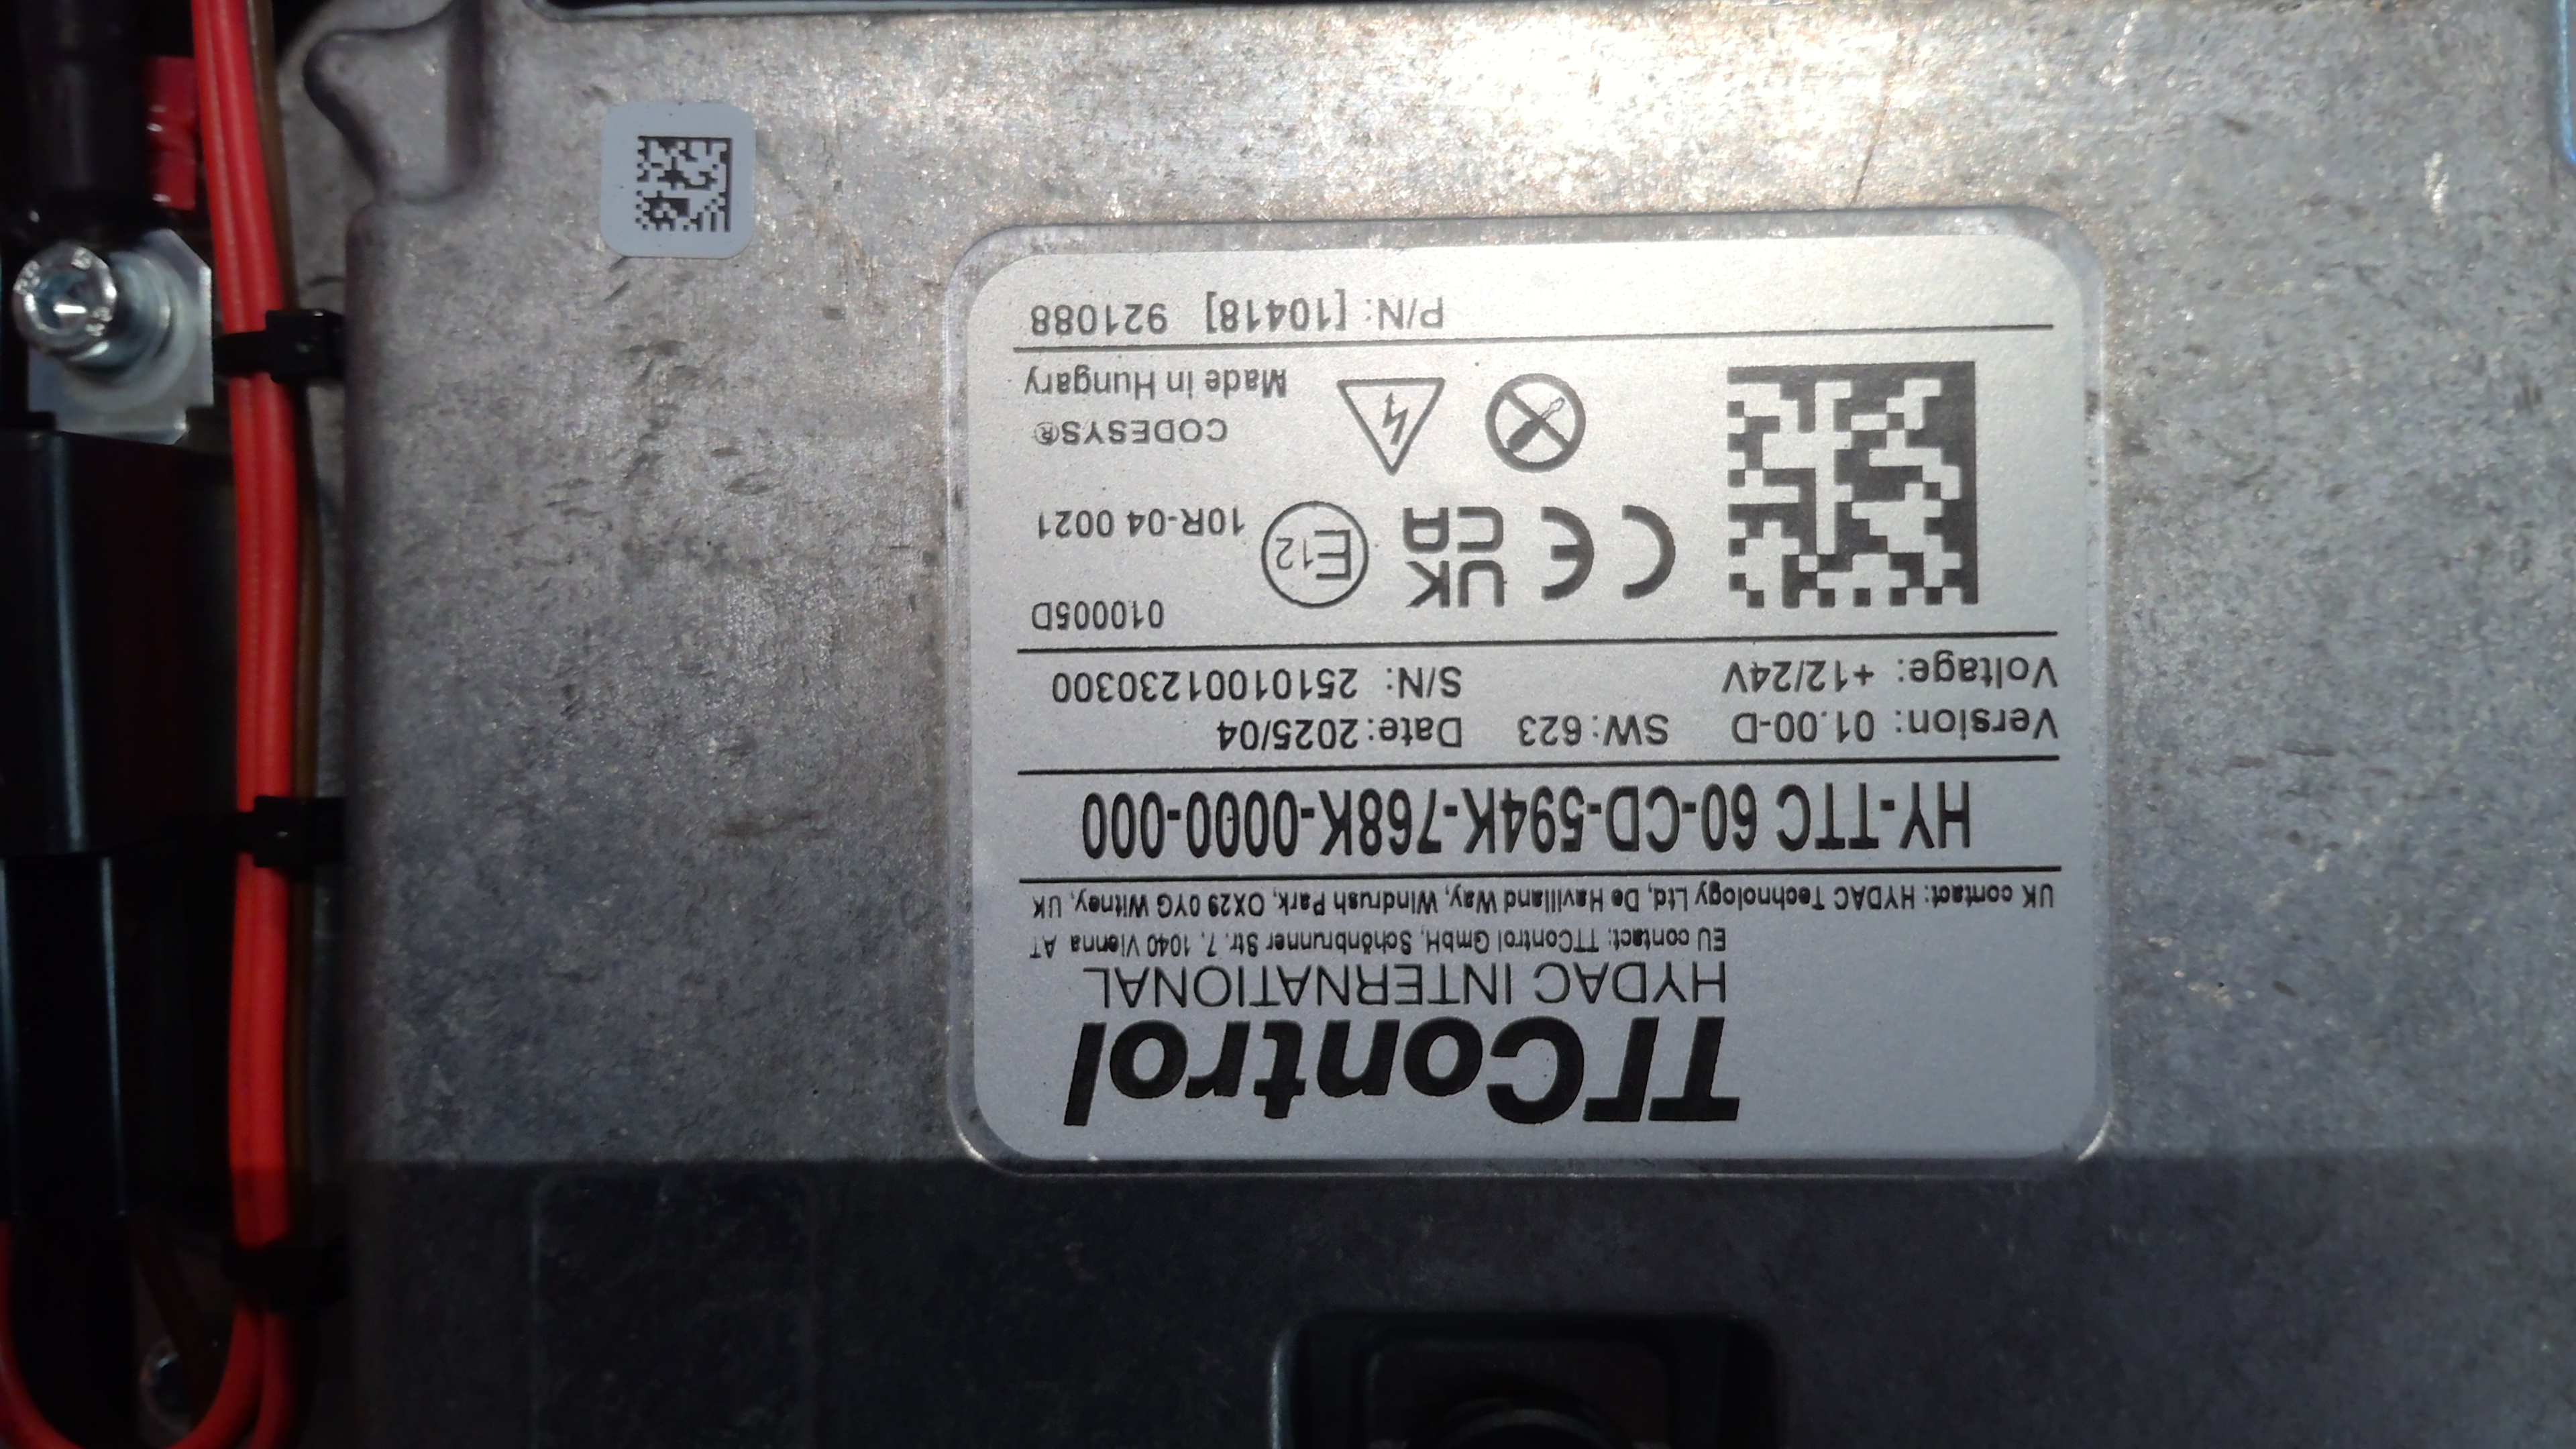 TTControl
HYDAC INTERNATIONAL
EU contact: TTControl GmbH, Schönbrunner Str. 7, 1040 Vienna AT
UK contact: HYDAC Technology Ltd, De Havilland Way, Windrush Park, OX29 0YG Witney, UK
HY-TTC 60-CD-594K-768K-0000-000
Version: 01.00-D SW:623 Date:2025/04
Voltage: +12/24V S/N: 25101001230300
010005D
CE UKCA E12 10R-04 0021
CODESYS®
Made in Hungary
P/N: [10418] 921088